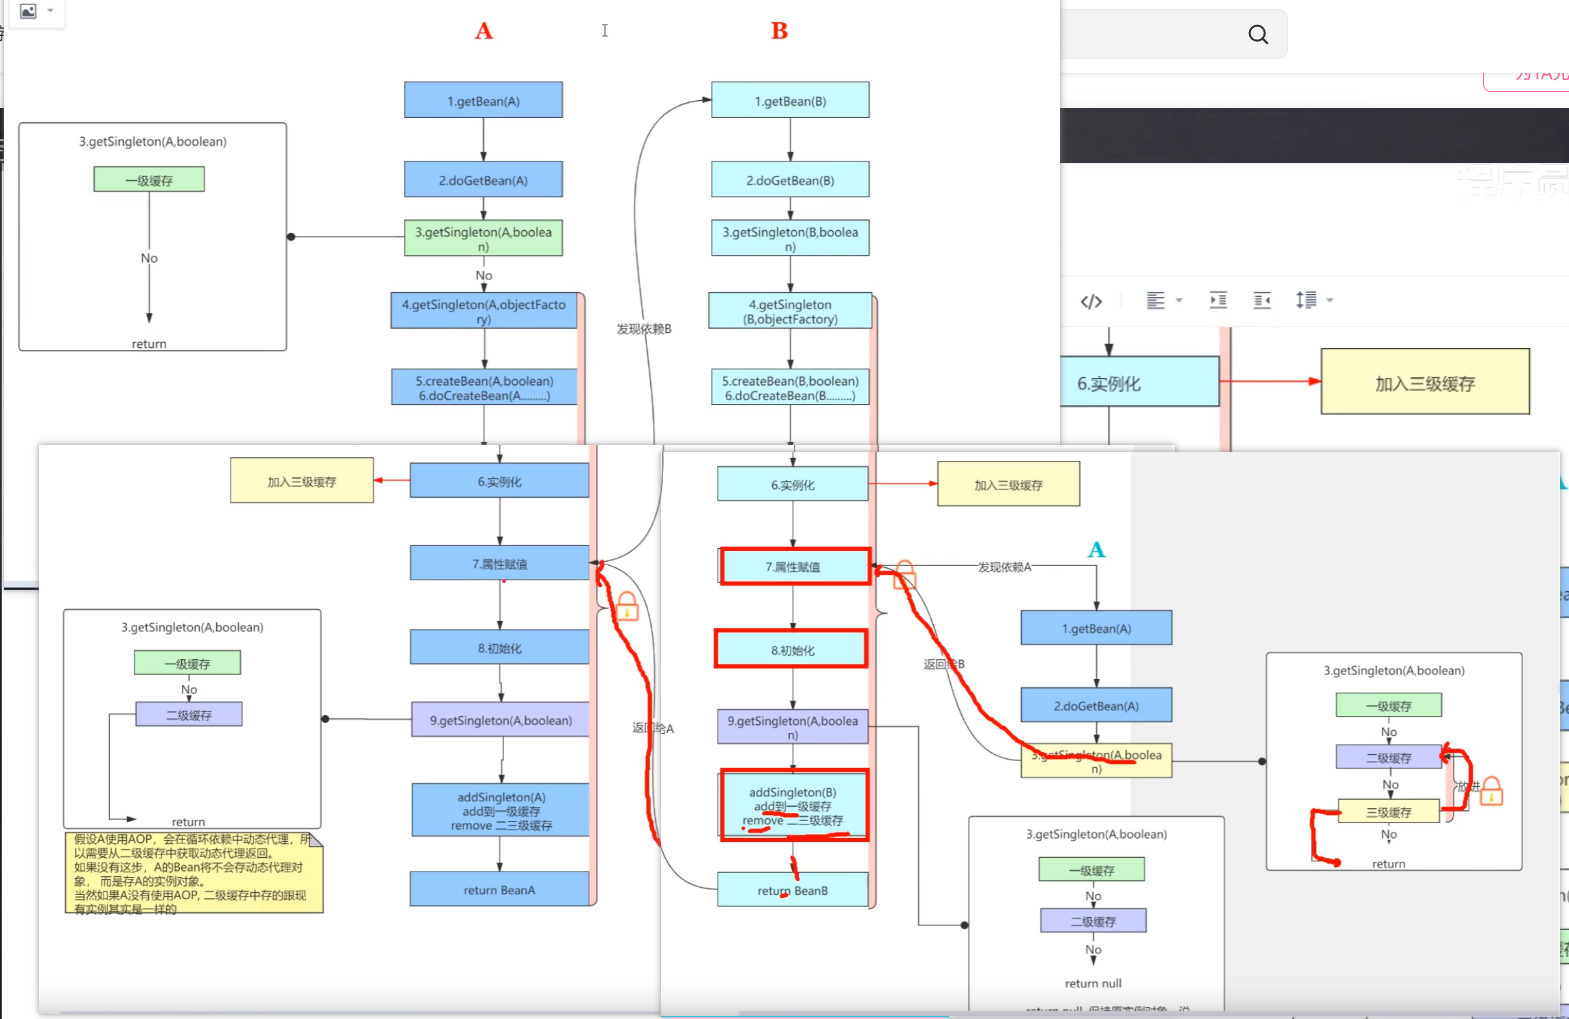 A
B
1.getBean(A)
2.doGetBean(A)
3.getSingleton(A,boolea
n)
No
4.getSingleton(A,objectFacto
ry)
5.createBean(A,boolean)
6.doCreateBean(A.........)
3.getSingleton(A,boolean)
一级缓存
No
return
1.getBean(B)
2.doGetBean(B)
3.getSingleton(B,boolea
n)
4.getSingleton
(B,objectFactory)
5.createBean(B,boolean)
6.doCreateBean(B.........)
发现依赖B
6.实例化
加入三级缓存
加入三级缓存
6.实例化
7.属性赋值
8.初始化
9.getSingleton(A,boolean)
addSingleton(A)
add到一级缓存
remove 二三级缓存
return BeanA
3.getSingleton(A,boolean)
一级缓存
No
二级缓存
return
假设A使用AOP，会在循环依赖中动态代理，所
以需要从二级缓存中获取动态代理返回。
如果没有这步，A的Bean将不会存动态代理对
象， 而是存A的实例对象。
当然如果A没有使用AOP, 二级缓存中存的跟现
有实例其实是一样的
返回给A
6.实例化
加入三级缓存
7.属性赋值
8.初始化
9.getSingleton(A,boolea
n)
addSingleton(B)
add到一级缓存
remove 二三级缓存
return BeanB
A
发现依赖A
1.getBean(A)
2.doGetBean(A)
3.getSingleton(A,boolea
n)
返回给B
3.getSingleton(A,boolean)
一级缓存
No
二级缓存
No
三级缓存
No
return
放进
3.getSingleton(A,boolean)
一级缓存
No
二级缓存
No
return null